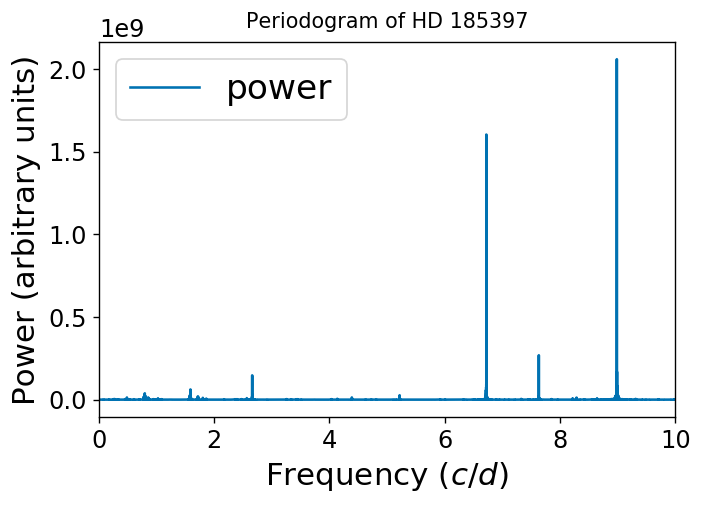 Periodogram of HD 185397
1e9
power
2.0
1.5
1.0
0.5
0.0
Power (arbitrary units)
0 2 4 6 8 10
Frequency (c/d)